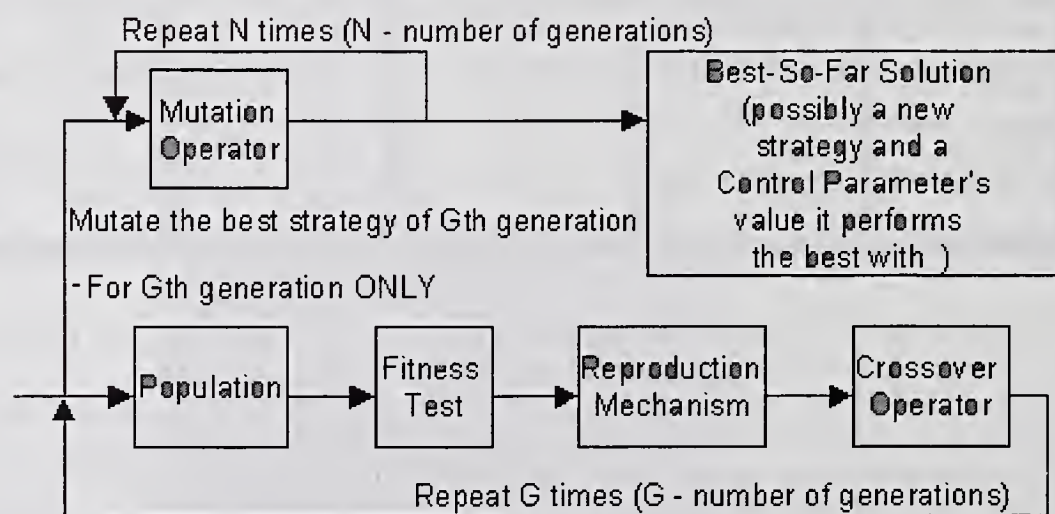 Repeat N times (N - number of generations)
Mutation
Operator
Best-So-Far Solution
(possibly a new
strategy and a
Control Parameter's
value it performs
the best with )
Mutate the best strategy of Gth generation
- For Gth generation ONLY
Population
Fitness
Test
Reproduction
Mechanism
Crossover
Operator
Repeat G times (G - number of generations)